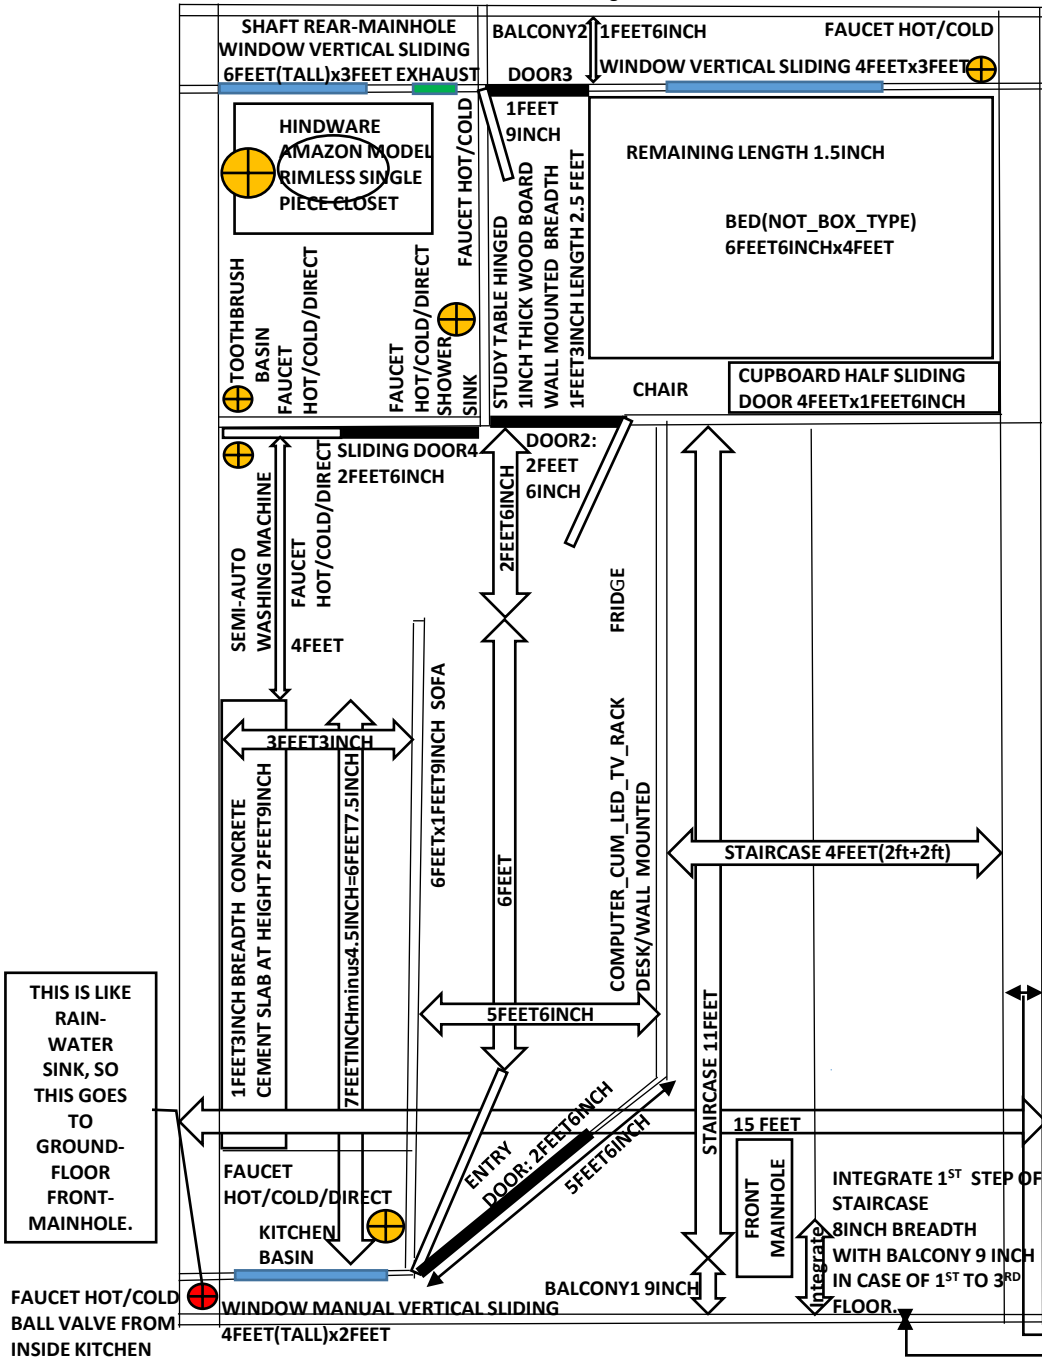 SHAFT REAR-MAINHOLE
WINDOW VERTICAL SLIDING
6FEET(TALL)x3FEET EXHAUST
BALCONY2
1FEET6INCH
FAUCET HOT/COLD
DOOR3
WINDOW VERTICAL SLIDING 4FEETx3FEET
HINDWARE
AMAZON MODEL
RIMLESS SINGLE
PIECE CLOSET
FAUCET HOT/COLD
1FEET
9INCH
STUDY TABLE HINGED
1INCH THICK WOOD BOARD
WALL MOUNTED BREADTH
1FEET3INCH LENGTH 2.5 FEET
REMAINING LENGTH 1.5INCH
BED(NOT_BOX_TYPE)
6FEET6INCHx4FEET
TOOTHBRUSH
BASIN
FAUCET
HOT/COLD/DIRECT
FAUCET
HOT/COLD/DIRECT
SHOWER
SINK
CHAIR
CUPBOARD HALF SLIDING
DOOR 4FEETx1FEET6INCH
SLIDING DOOR4
2FEET6INCH
DOOR2:
2FEET
6INCH
2FEET6INCH
SEMI-AUTO
WASHING MACHINE
FAUCET
HOT/COLD/DIRECT
4FEET
FRIDGE
3FEET3INCH
6FEETx1FEET9INCH SOFA
6FEET
COMPUTER_CUM_LED_TV_RACK
DESK/WALL MOUNTED
STAIRCASE 4FEET(2ft+2ft)
1FEET3INCH BREADTH CONCRETE
CEMENT SLAB AT HEIGHT 2FEET9INCH
7FEETINCHminus4.5INCH=6FEET7.5INCH
5FEET6INCH
STAIRCASE 11FEET
THIS IS LIKE
RAIN-
WATER
SINK, SO
THIS GOES
TO
GROUND-
FLOOR
FRONT-
MAINHOLE.
15 FEET
ENTRY
DOOR: 2FEET6INCH
5FEET6INCH
FAUCET
HOT/COLD/DIRECT
KITCHEN
BASIN
FRONT
MAINHOLE
INTEGRATE 1ST STEP OF
STAIRCASE
8INCH BREADTH
WITH BALCONY 9 INCH
IN CASE OF 1ST TO 3RD
FLOOR.
Integrate
BALCONY1 9INCH
FAUCET HOT/COLD
BALL VALVE FROM
INSIDE KITCHEN
WINDOW MANUAL VERTICAL SLIDING
4FEET(TALL)x2FEET